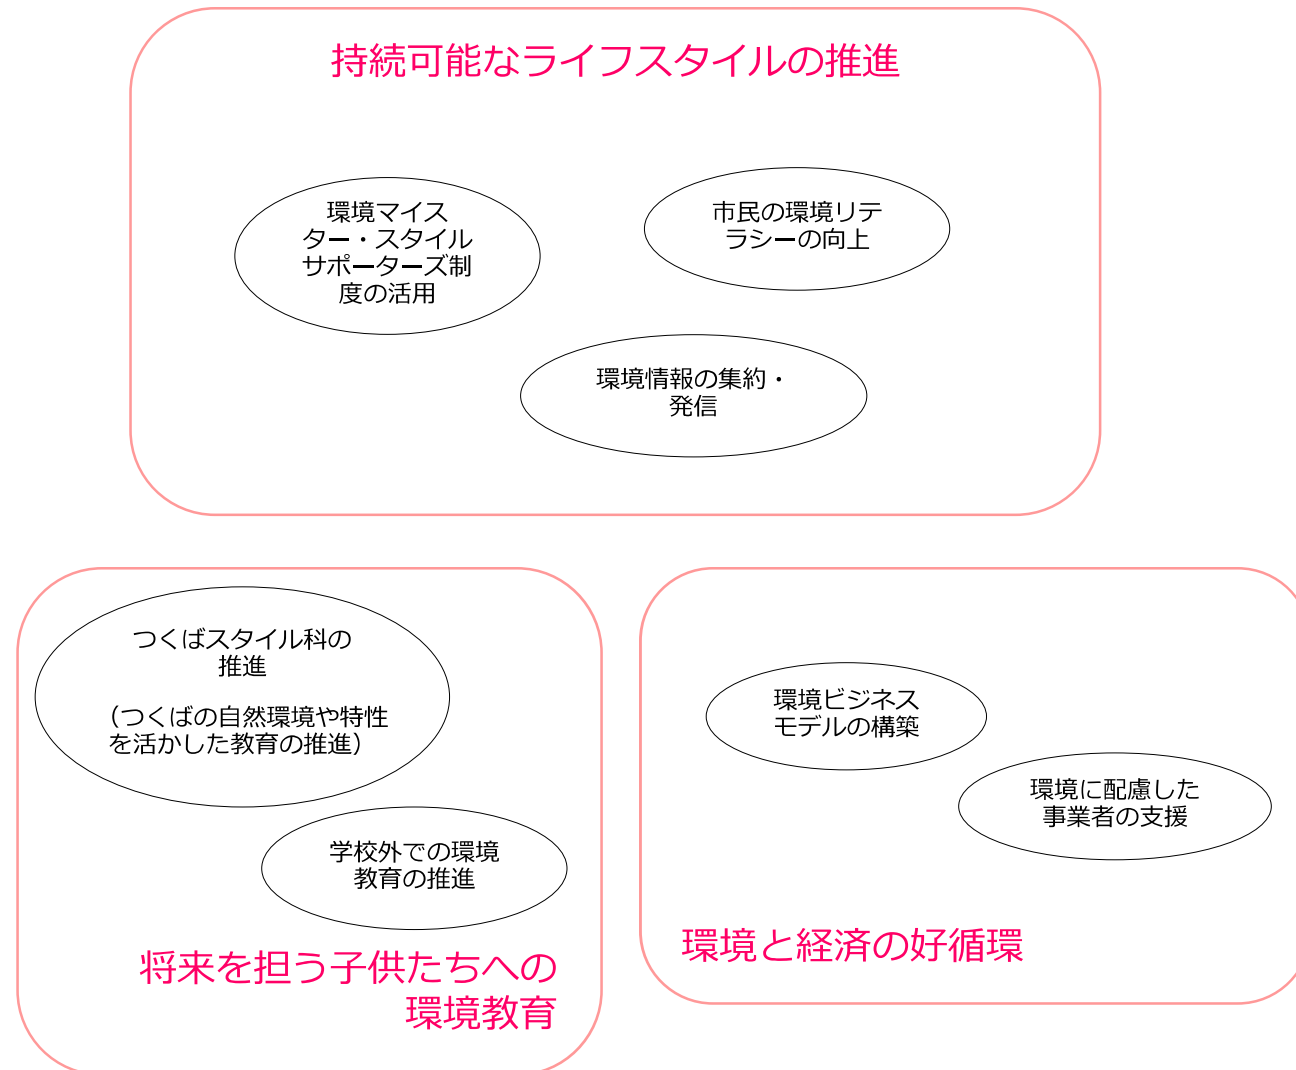 持続可能なライフスタイルの推進
環境マイス
ター・スタイル
サポーターズ制
度の活用
市民の環境リテ
ラシーの向上
環境情報の集約・
発信
つくばスタイル科の
推進
（つくばの自然環境や特性
を活かした教育の推進）
学校外での環境
教育の推進
将来を担う子供たちへの
環境教育
環境ビジネス
モデルの構築
環境に配慮した
事業者の支援
環境と経済の好循環